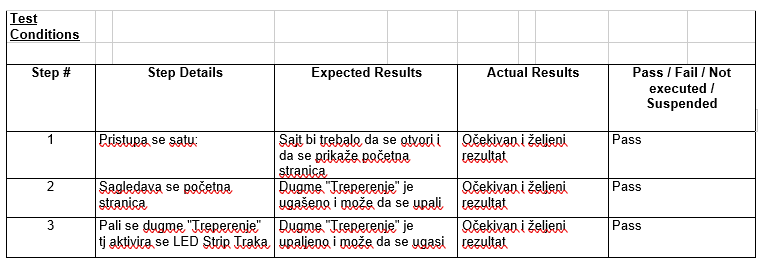 Test
Conditions
Step # Step Details Expected Results Actual Results Pass / Fail / Not
executed /
Suspended
1 Pristupa se satu: Sajt bi trebalo da se otvori i Očekivan i željeni Pass
da se prikaže početna rezultat
stranica
2 Sagledava se početna Dugme "Treperenje" je Očekivan i željeni Pass
stranica ugašeno i može da se upali rezultat
3 Pali se dugme "Treperenje" Dugme "Treperenje" je Očekivan i željeni Pass
tj aktivira se LED Strip Traka upaljeno i može da se ugasi rezultat